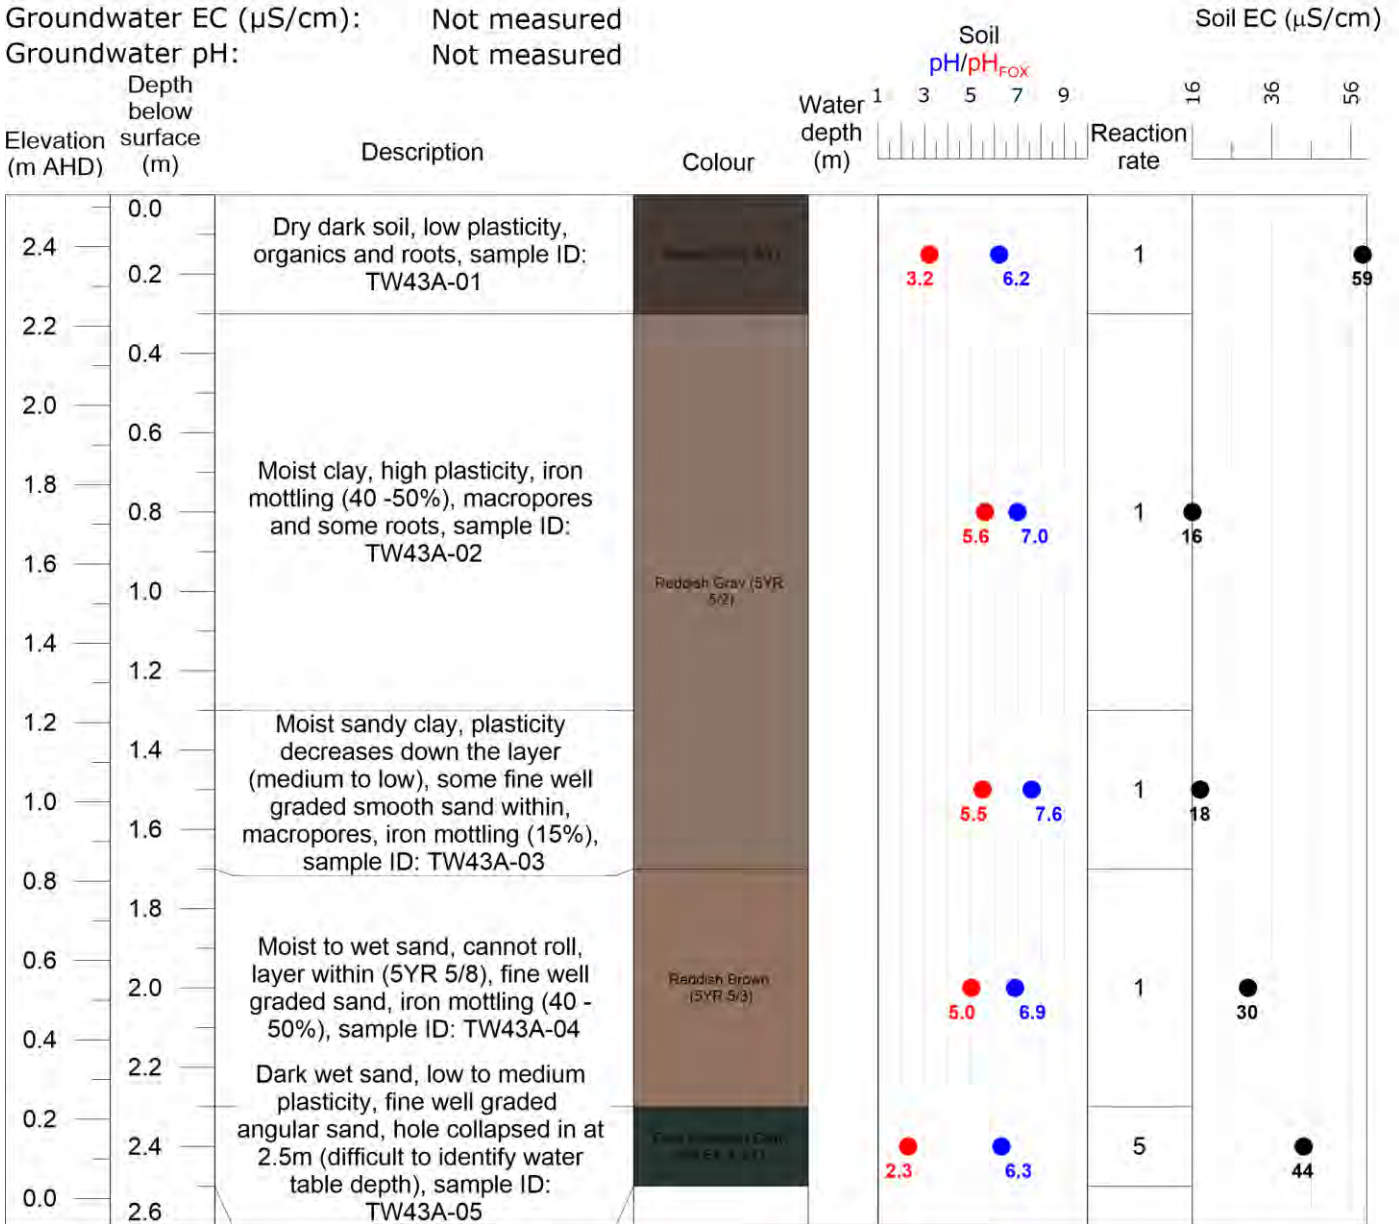 Groundwater EC (µS/cm): Not measured
Groundwater pH: Not measured
Soil EC (µS/cm)
Soil
pH/pHFOX
Depth
below
surface
(m)
Elevation
(m AHD)
Description
Colour
Water
depth
(m)
1 3 5 7 9
Reaction
rate
16 36 56
0.0
Dry dark soil, low plasticity,
organics and roots, sample ID:
TW43A-01
2.4
0.2
3.2 6.2
1
59
2.2
0.4
2.0
0.6
Moist clay, high plasticity, iron
mottling (40 -50%), macropores
and some roots, sample ID:
TW43A-02
1.8
0.8
5.6 7.0
1
16
1.6
1.0
Reddish Gray (5YR
5/2)
1.4
1.2
1.2
Moist sandy clay, plasticity
decreases down the layer
(medium to low), some fine well
graded smooth sand within,
macropores, iron mottling (15%),
sample ID: TW43A-03
1.4
1.0
1.6
5.5 7.6
1
18
0.8
1.8
Moist to wet sand, cannot roll,
layer within (5YR 5/8), fine well
graded sand, iron mottling (40 -
50%), sample ID: TW43A-04
Reddish Brown
(5YR 5/3)
0.6
2.0
5.0 6.9
1
30
0.4
2.2
Dark wet sand, low to medium
plasticity, fine well graded
angular sand, hole collapsed in at
2.5m (difficult to identify water
table depth), sample ID:
TW43A-05
0.2
2.4
2.3 6.3
5
44
0.0
2.6